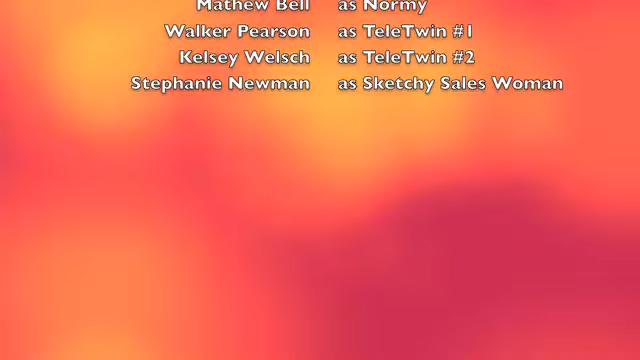 Mathew Bell as Normy
Walker Pearson as TeleTwin #1
Kelsey Welsch as TeleTwin #2
Stephanie Newman as Sketchy Sales Woman